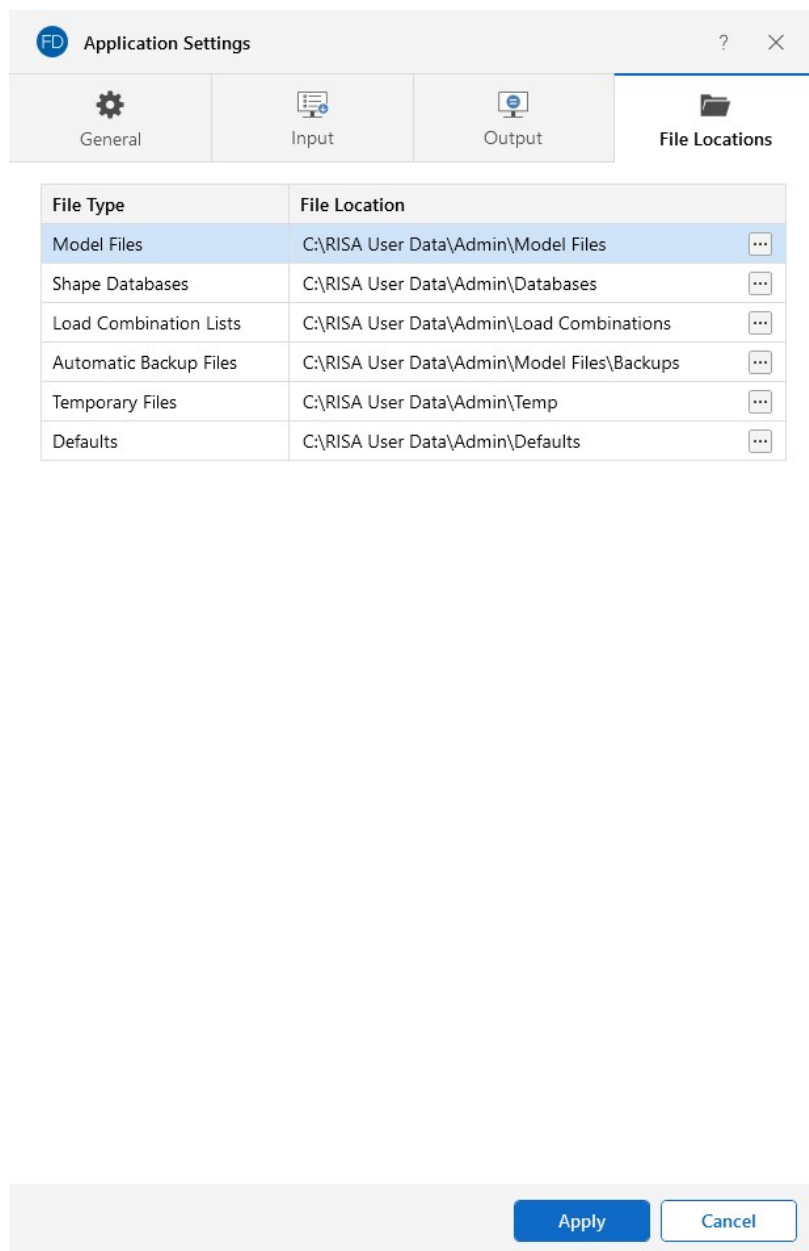 FD Application Settings ?
General Input Output File Locations
File Type File Location
Model Files C:\RISA User Data\Admin\Model Files ...
Shape Databases C:\RISA User Data\Admin\Databases ...
Load Combination Lists C:\RISA User Data\Admin\Load Combinations ...
Automatic Backup Files C:\RISA User Data\Admin\Model Files\Backups ...
Temporary Files C:\RISA User Data\Admin\Temp ...
Defaults C:\RISA User Data\Admin\Defaults ...
Apply Cancel